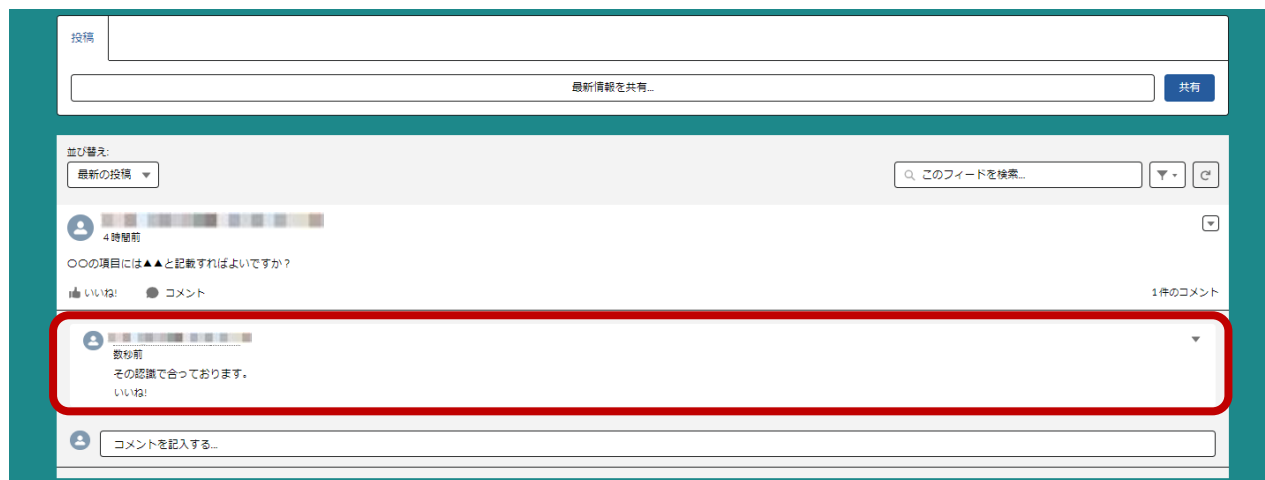 投稿
最新情報を共有...
共有
並び替え:
最新の投稿
このフィードを検索...
4時間前
〇〇の項目には▲▲と記載すればよいですか？
いいね!
コメント
1件のコメント
数秒前
その認識で合っております。
いいね!
コメントを記入する...